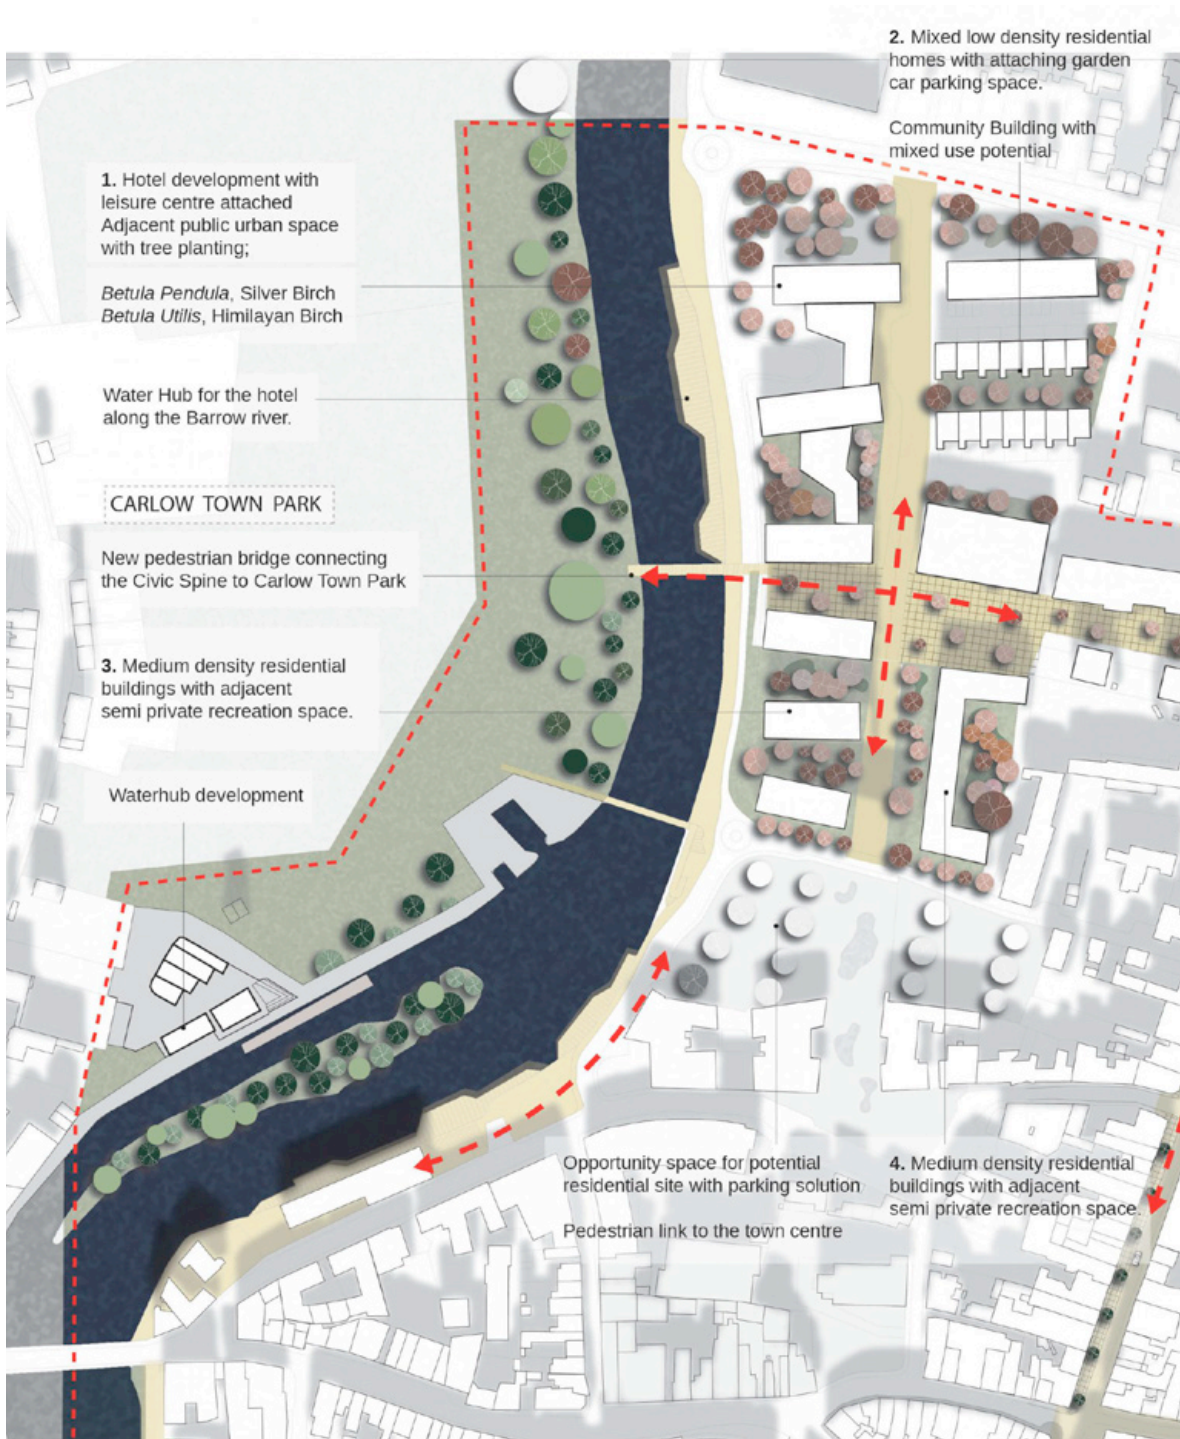 2. Mixed low density residential
homes with attaching garden
car parking space.
Community Building with
mixed use potential
1. Hotel development with
leisure centre attached
Adjacent public urban space
with tree planting;
Betula Pendula, Silver Birch
Betula Utilis, Himilayan Birch
Water Hub for the hotel
along the Barrow river.
CARLOW TOWN PARK
New pedestrian bridge connecting
the Civic Spine to Carlow Town Park
3. Medium density residential
buildings with adjacent
semi private recreation space.
Waterhub development
Opportunity space for potential
residential site with parking solution
Pedestrian link to the town centre
4. Medium density residential
buildings with adjacent
semi private recreation space.